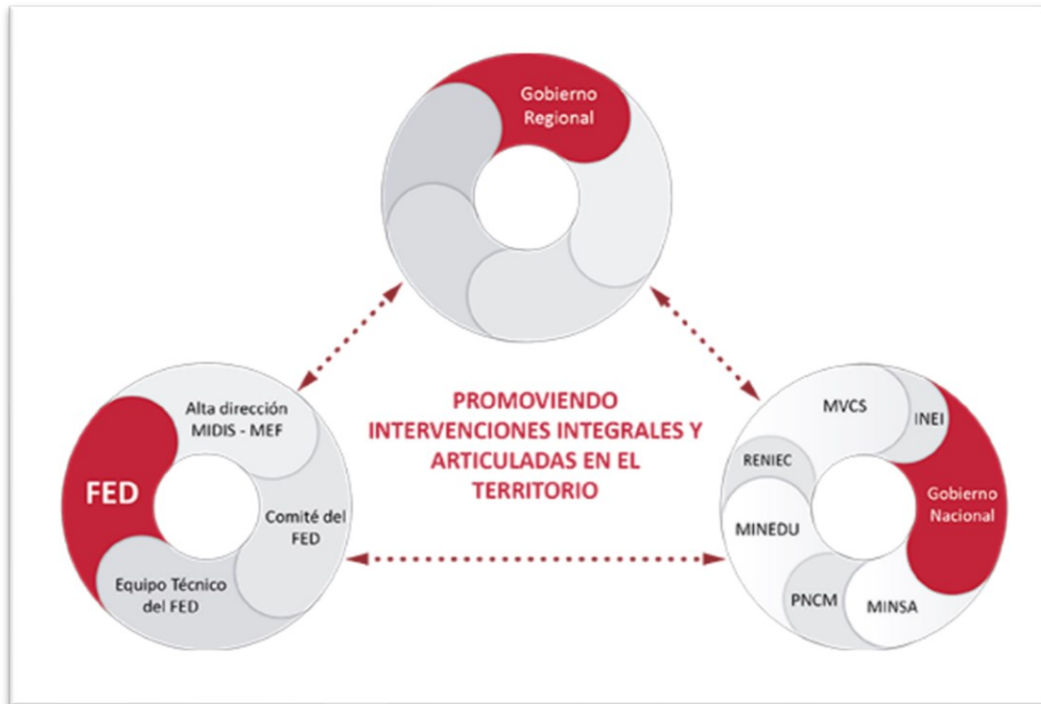 Gobierno
Regional
PROMOVIENDO
INTERVENCIONES INTEGRALES Y
ARTICULADAS EN EL
TERRITORIO
FED
Alta dirección
MIDIS - MEF
Comité del
FED
Equipo Técnico
del FED
MVCS
INEI
RENIEC
Gobierno
Nacional
MINEDU
PNCM
MINSA